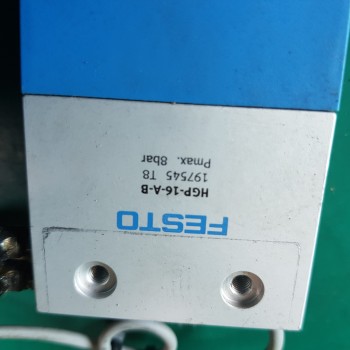 FESTO
HGP-16-A-B
197545 T8
Pmax. 8bar